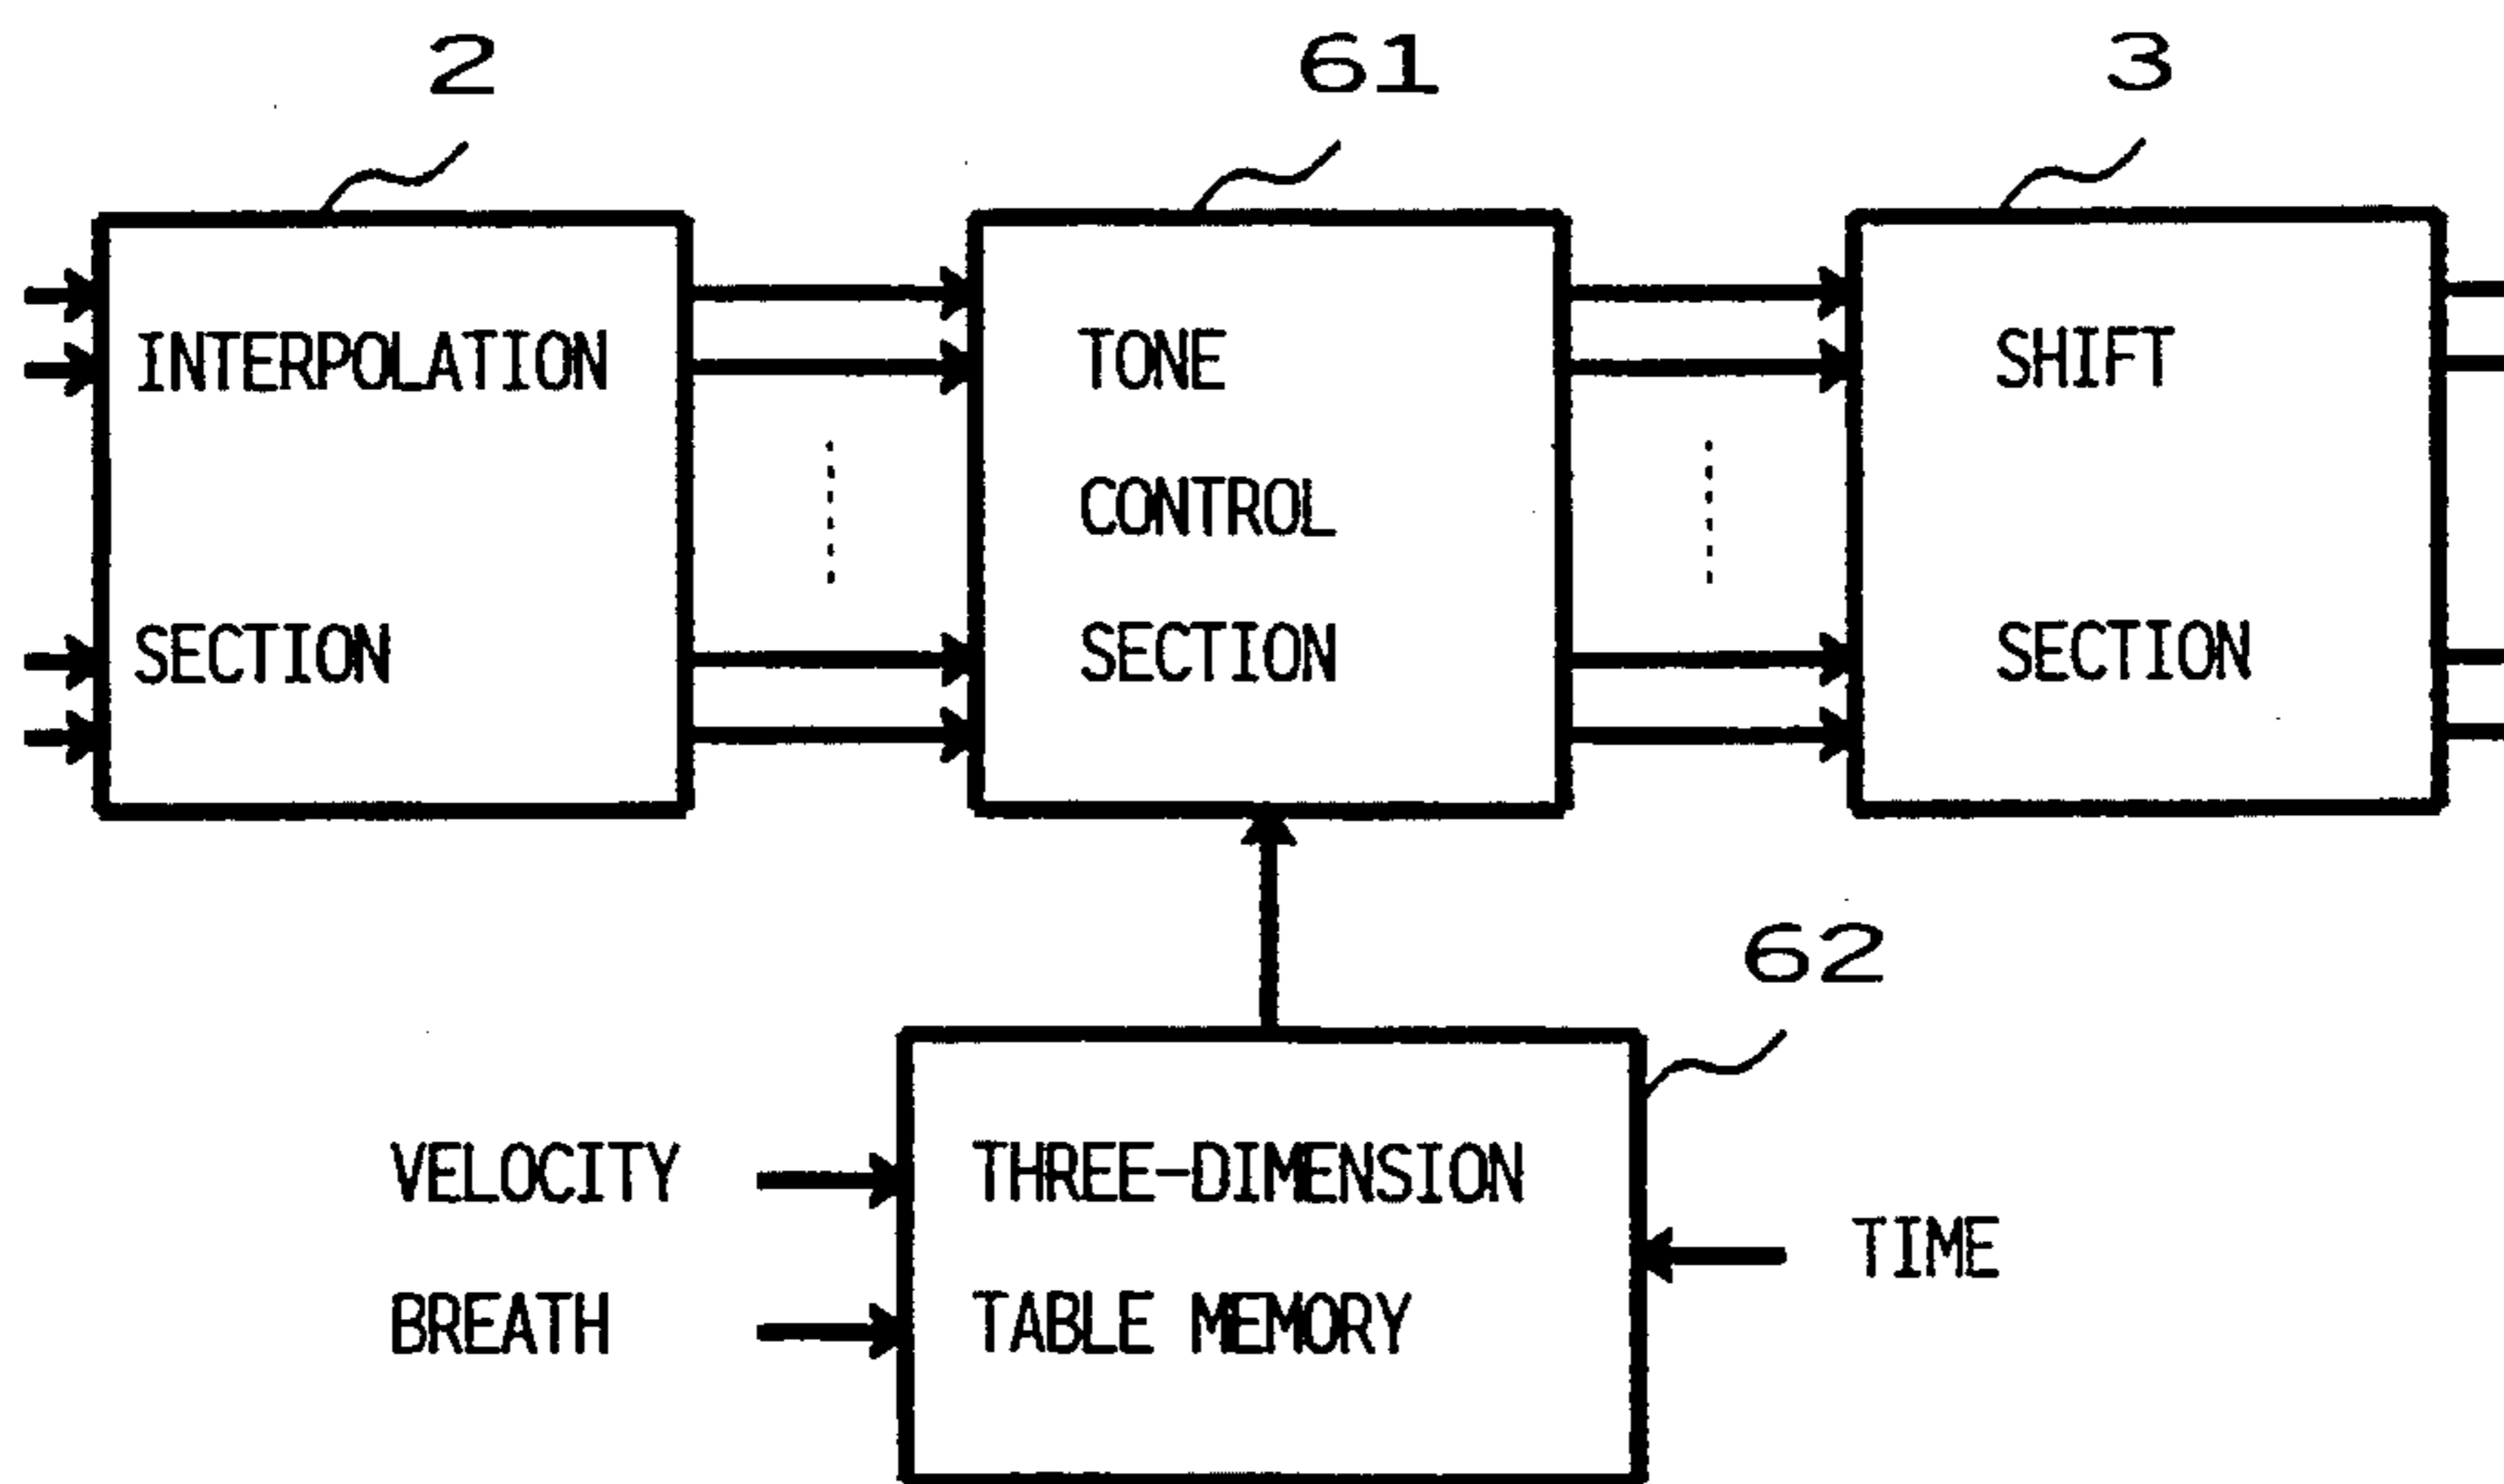 2
61
3
INTERPOLATION
SECTION
TONE
CONTROL
SECTION
SHIFT
SECTION
62
VELOCITY
BREATH
THREE-DIMENSION
TABLE MEMORY
TIME